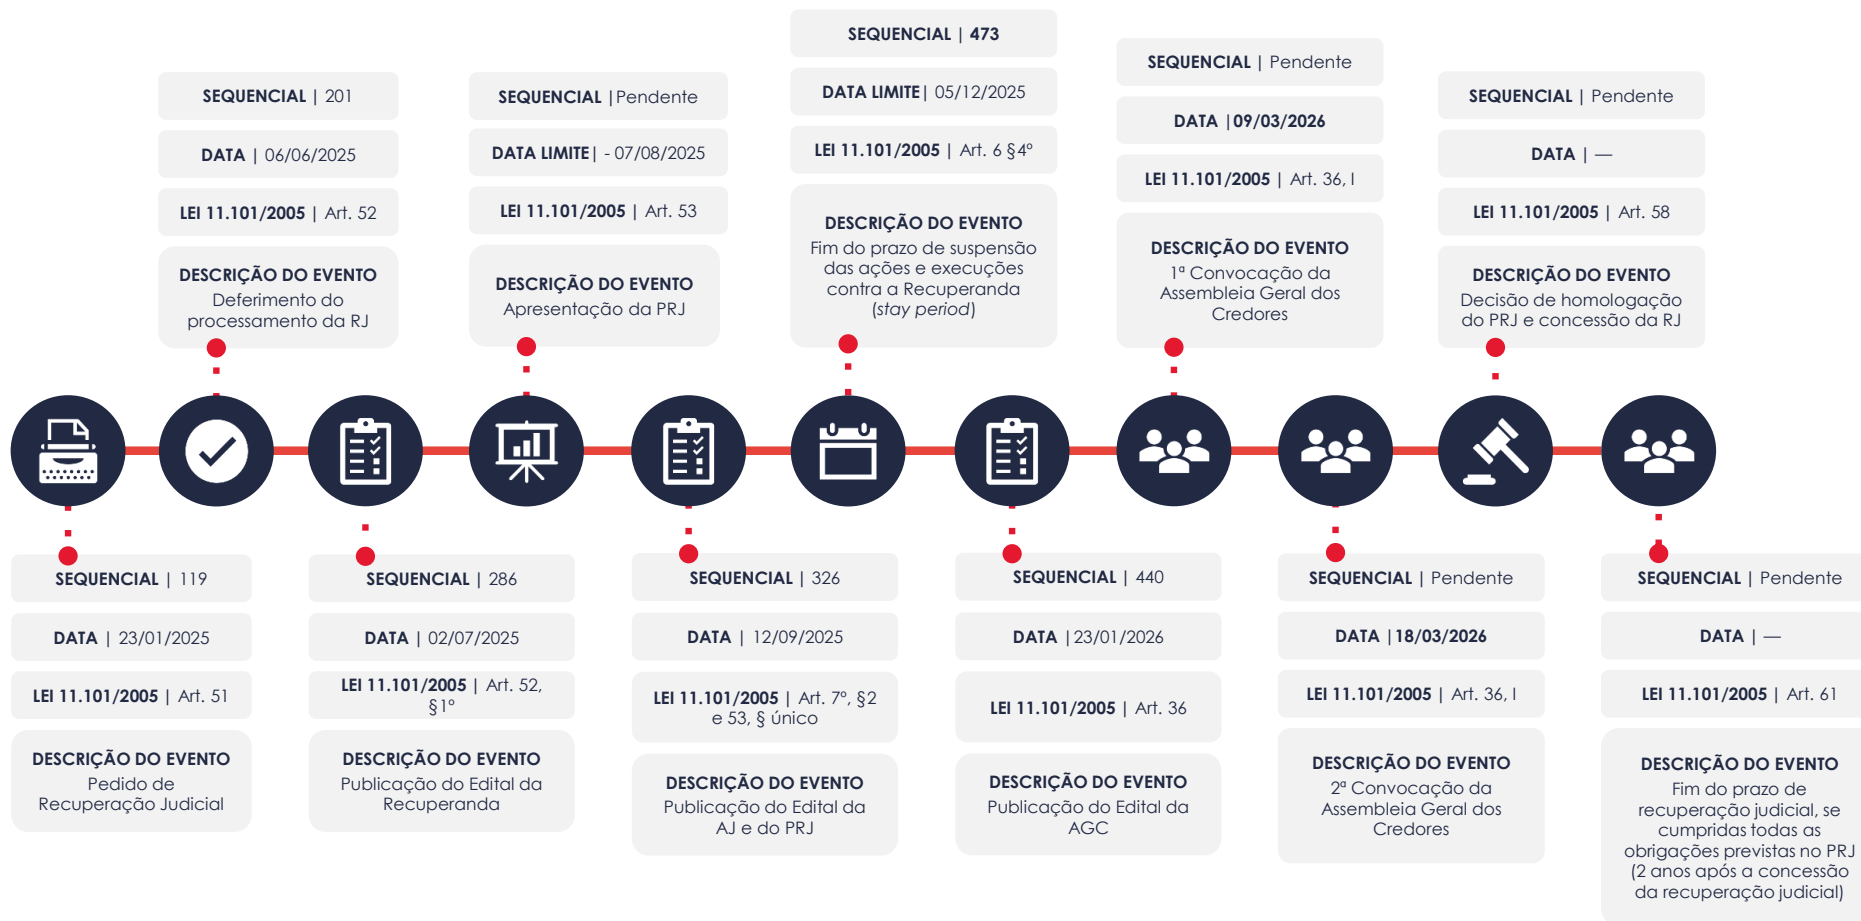 SEQUENCIAL | 119
DATA | 23/01/2025
LEI 11.101/2005 | Art. 51
DESCRIÇÃO DO EVENTO
Pedido de
Recuperação Judicial
SEQUENCIAL | 201
DATA | 06/06/2025
LEI 11.101/2005 | Art. 52
DESCRIÇÃO DO EVENTO
Deferimento do
processamento da RJ
SEQUENCIAL | 286
DATA | 02/07/2025
LEI 11.101/2005 | Art. 52,
§1º
DESCRIÇÃO DO EVENTO
Publicação do Edital da
Recuperanda
SEQUENCIAL |Pendente
DATA LIMITE| - 07/08/2025
LEI 11.101/2005 | Art. 53
DESCRIÇÃO DO EVENTO
Apresentação da PRJ
SEQUENCIAL | 326
DATA | 12/09/2025
LEI 11.101/2005 | Art. 7º, §2
e 53, § único
DESCRIÇÃO DO EVENTO
Publicação do Edital da
AJ e do PRJ
SEQUENCIAL | 473
DATA LIMITE| 05/12/2025
LEI 11.101/2005 | Art. 6 §4º
DESCRIÇÃO DO EVENTO
Fim do prazo de suspensão
das ações e execuções
contra a Recuperanda
(stay period)
SEQUENCIAL | 440
DATA |23/01/2026
LEI 11.101/2005 | Art. 36
DESCRIÇÃO DO EVENTO
Publicação do Edital da
AGC
SEQUENCIAL | Pendente
DATA |09/03/2026
LEI 11.101/2005 | Art. 36, I
DESCRIÇÃO DO EVENTO
1ª Convocação da
Assembleia Geral dos
Credores
SEQUENCIAL | Pendente
DATA |18/03/2026
LEI 11.101/2005 | Art. 36, I
DESCRIÇÃO DO EVENTO
2ª Convocação da
Assembleia Geral dos
Credores
SEQUENCIAL | Pendente
DATA | —
LEI 11.101/2005 | Art. 58
DESCRIÇÃO DO EVENTO
Decisão de homologação
do PRJ e concessão da RJ
SEQUENCIAL | Pendente
DATA | —
LEI 11.101/2005 | Art. 61
DESCRIÇÃO DO EVENTO
Fim do prazo de
recuperação judicial, se
cumpridas todas as
obrigações previstas no PRJ
(2 anos após a concessão
da recuperação judicial)